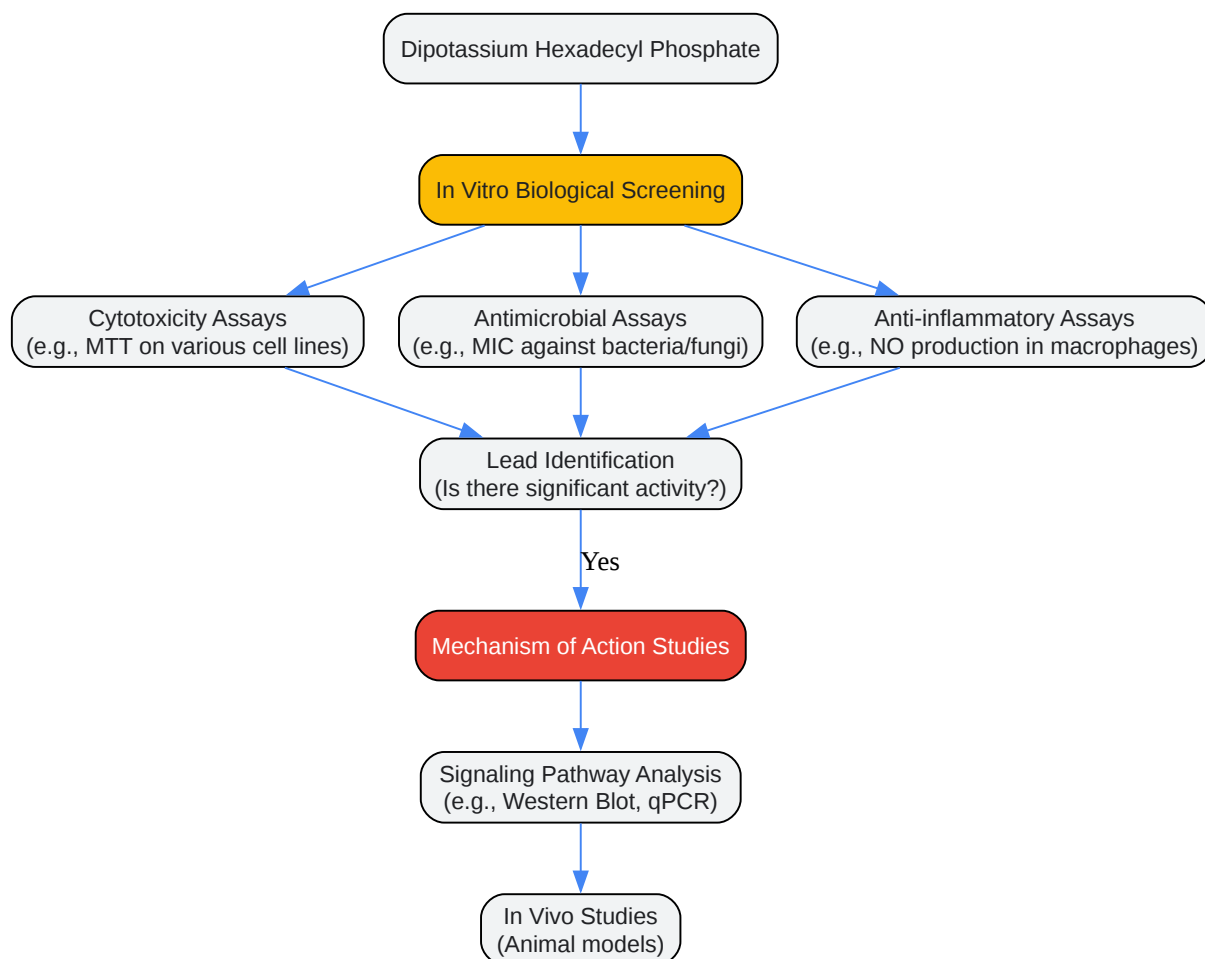 Dipotassium Hexadecyl Phosphate
In Vitro Biological Screening
Cytotoxicity Assays
(e.g., MTT on various cell lines)
Antimicrobial Assays
(e.g., MIC against bacteria/fungi)
Anti-inflammatory Assays
(e.g., NO production in macrophages)
Lead Identification
(Is there significant activity?)
Yes
Mechanism of Action Studies
Signaling Pathway Analysis
(e.g., Western Blot, qPCR)
In Vivo Studies
(Animal models)